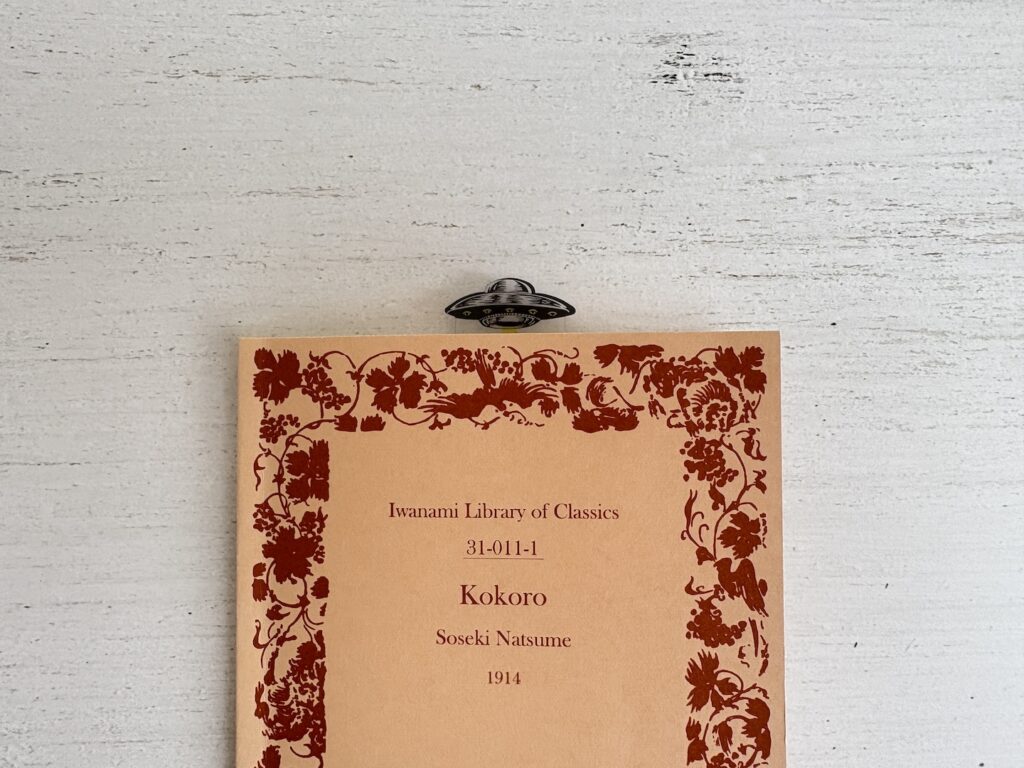 Iwanami Library of Classics
31-011-1
Kokoro
Soseki Natsume
1914